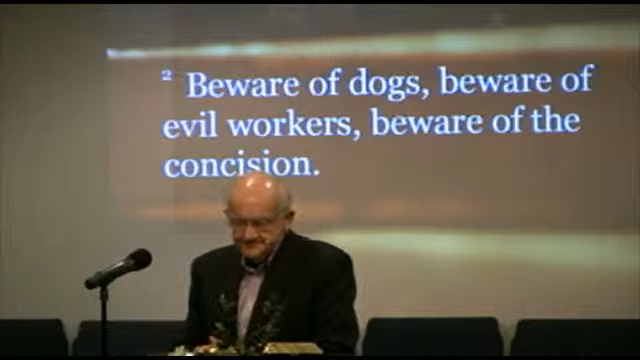 2 Beware of dogs, beware of
evil workers, beware of the
concision.